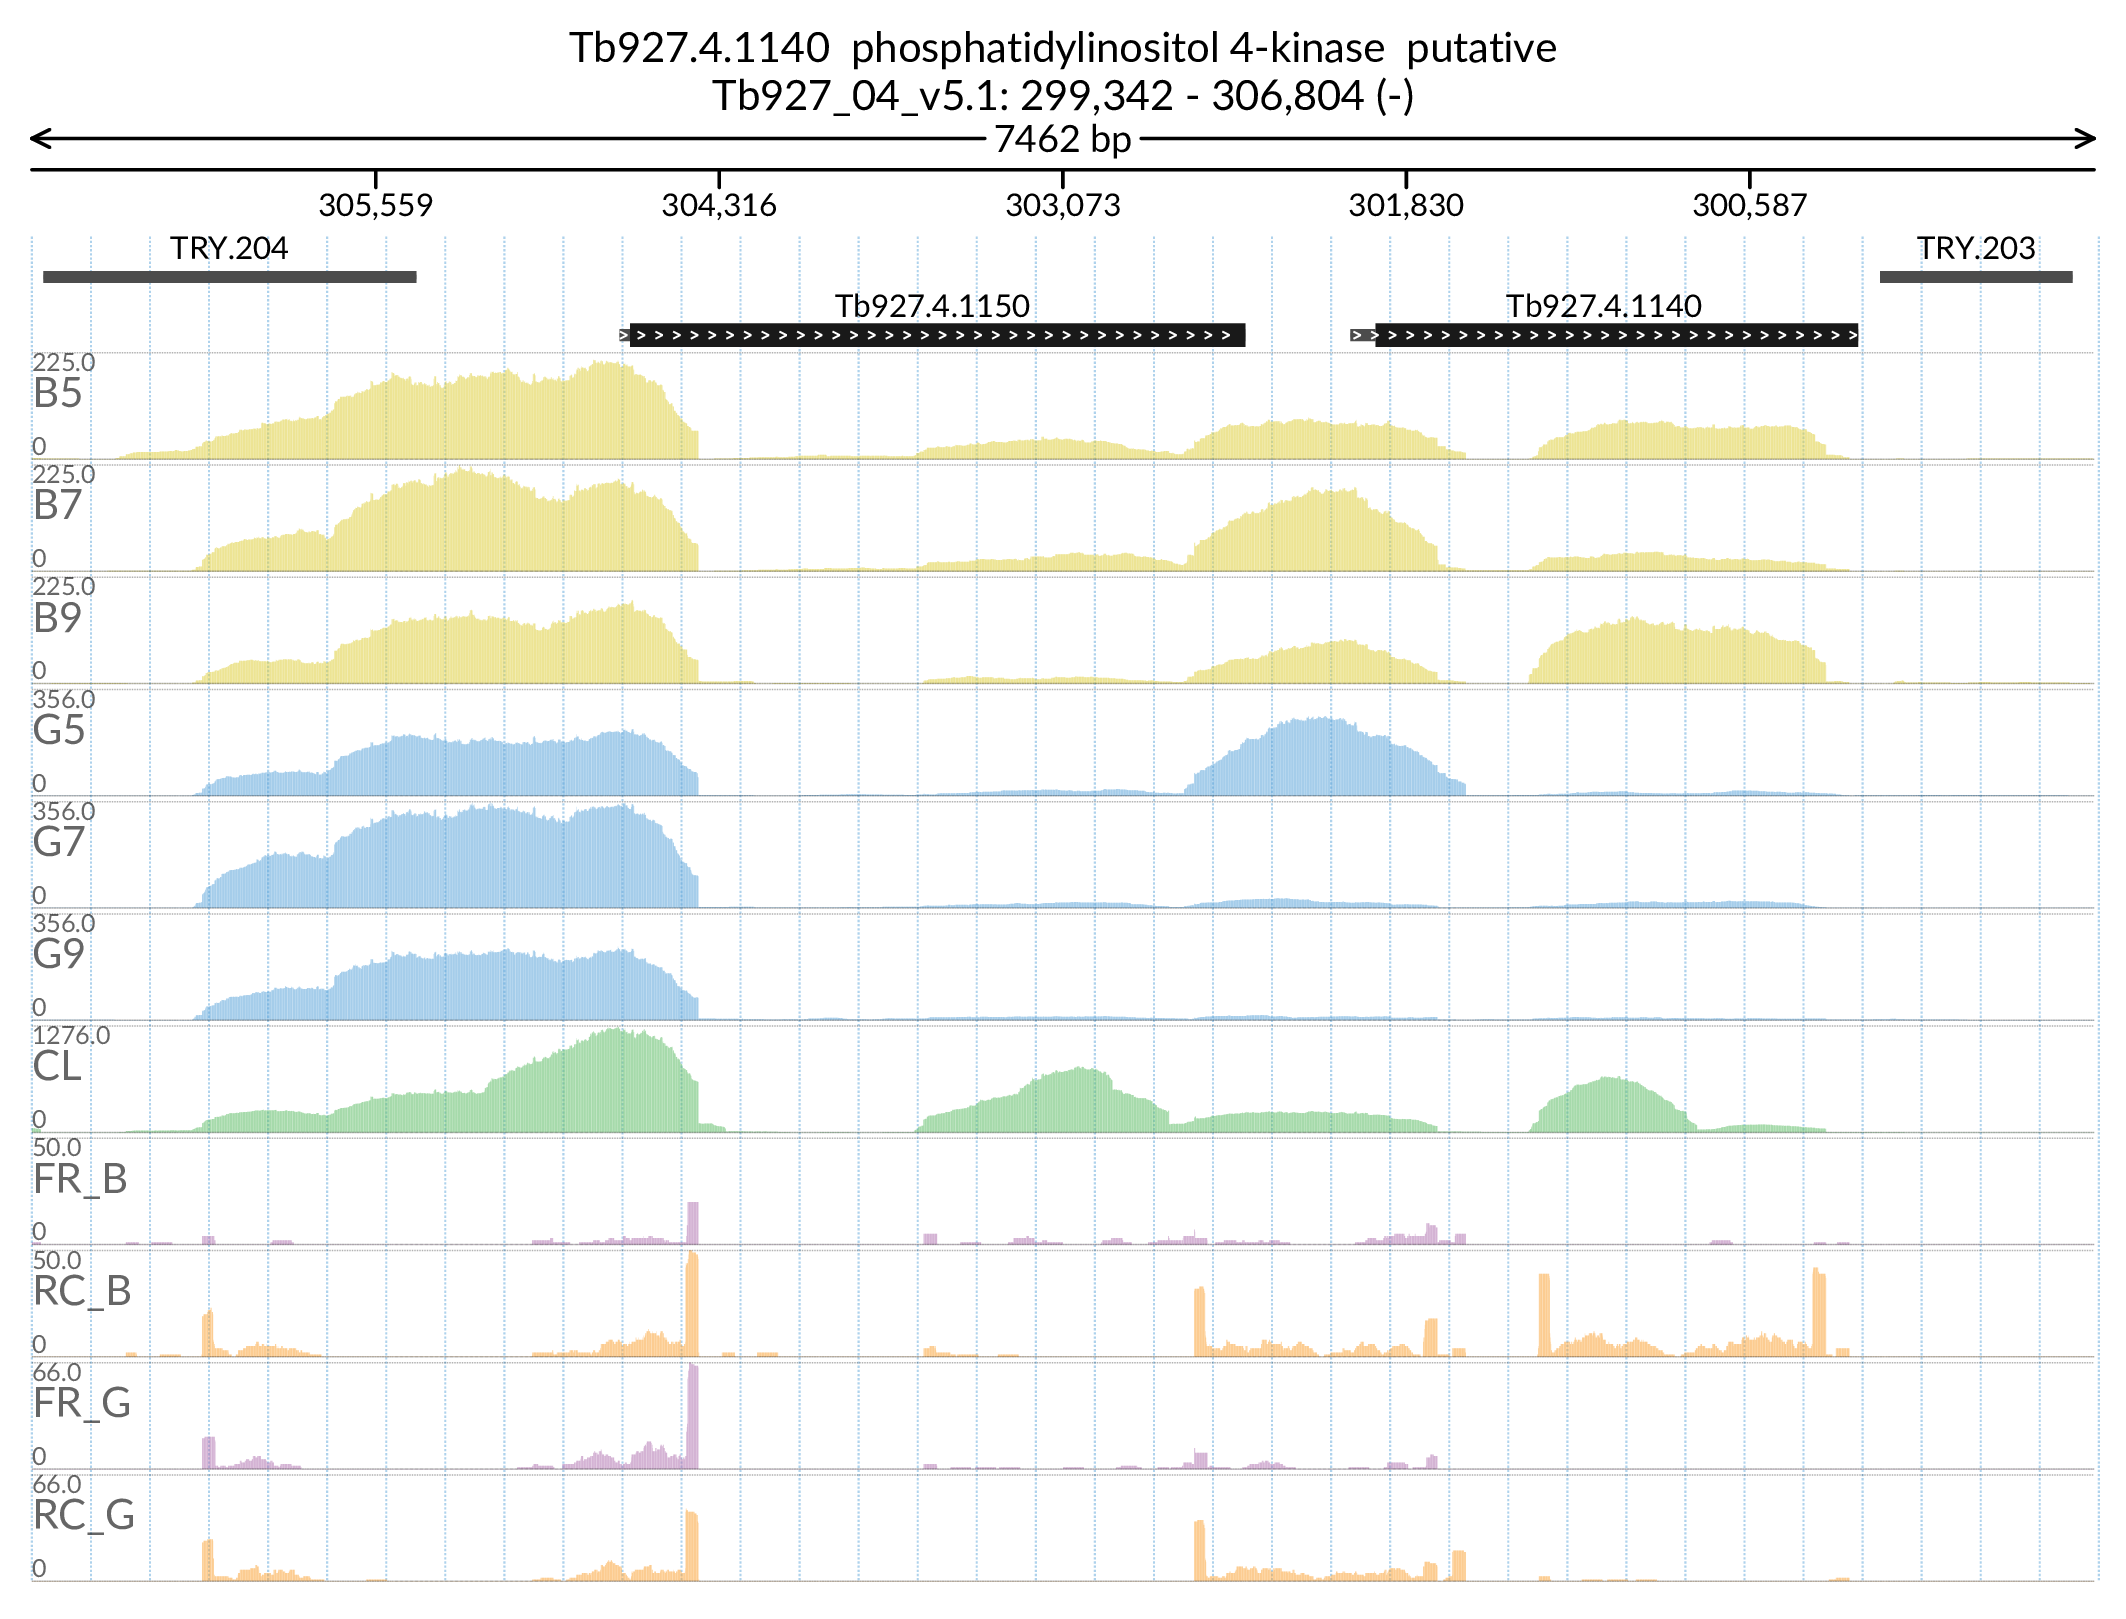 Tb927.4.1140 phosphatidylinositol 4-kinase putative
Tb927_04_v5.1: 299,342 - 306,804 (-)
7462 bp
305,559 304,316 303,073 301,830 300,587
TRY.204 TRY.203
Tb927.4.1150 Tb927.4.1140
225.0
B5
0
225.0
B7
0
225.0
B9
0
356.0
G5
0
356.0
G7
0
356.0
G9
0
1276.0
CL
0
50.0
FR_B
0
50.0
RC_B
0
66.0
FR_G
0
66.0
RC_G
0